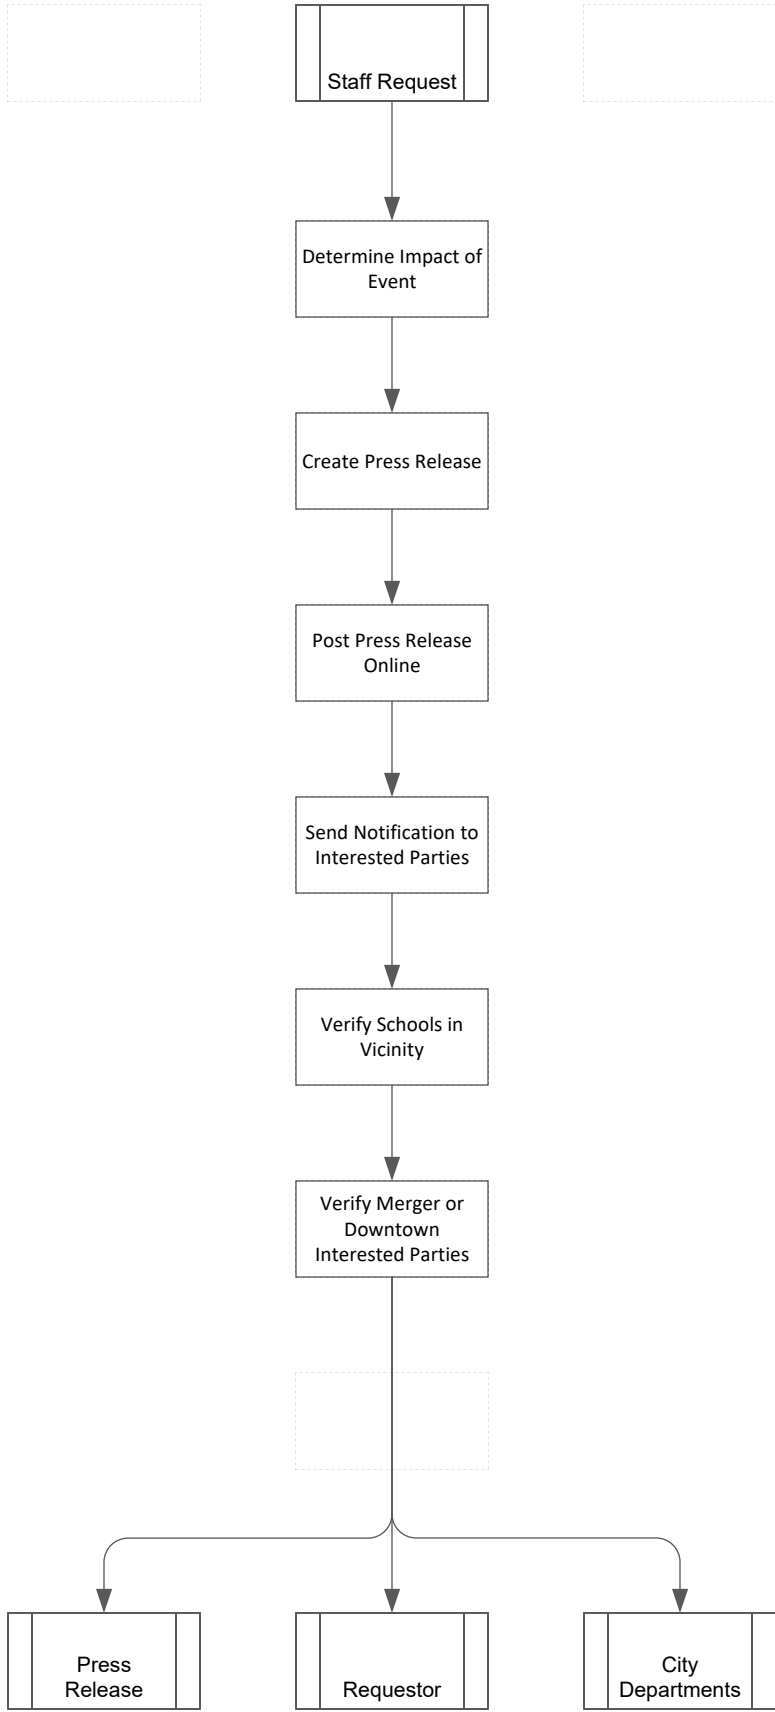 Staff Request
Determine Impact of
Event
Create Press Release
Post Press Release
Online
Send Notification to
Interested Parties
Verify Schools in
Vicinity
Verify Merger or
Downtown
Interested Parties
Press
Release
Requestor
City
Departments